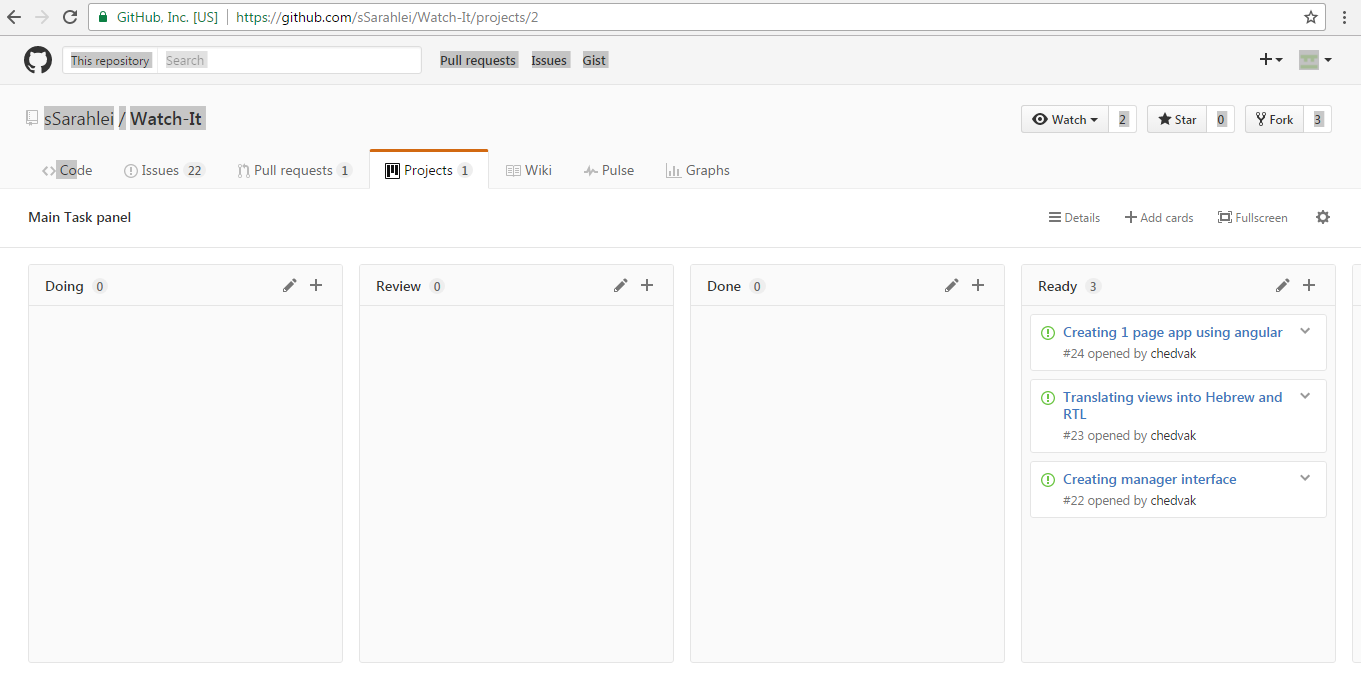 GitHub, Inc. [US] https://github.com/sSarahlei/Watch-It/projects/2
This repository Search Pull requests Issues Gist
sSarahlei / Watch-It Watch 2 Star 0 Fork 3
Code Issues 22 Pull requests 1 Projects 1 Wiki Pulse Graphs
Main Task panel Details Add cards Fullscreen
Doing 0
Review 0
Done 0
Ready 3
Creating 1 page app using angular
#24 opened by chedvak
Translating views into Hebrew and
RTL
#23 opened by chedvak
Creating manager interface
#22 opened by chedvak